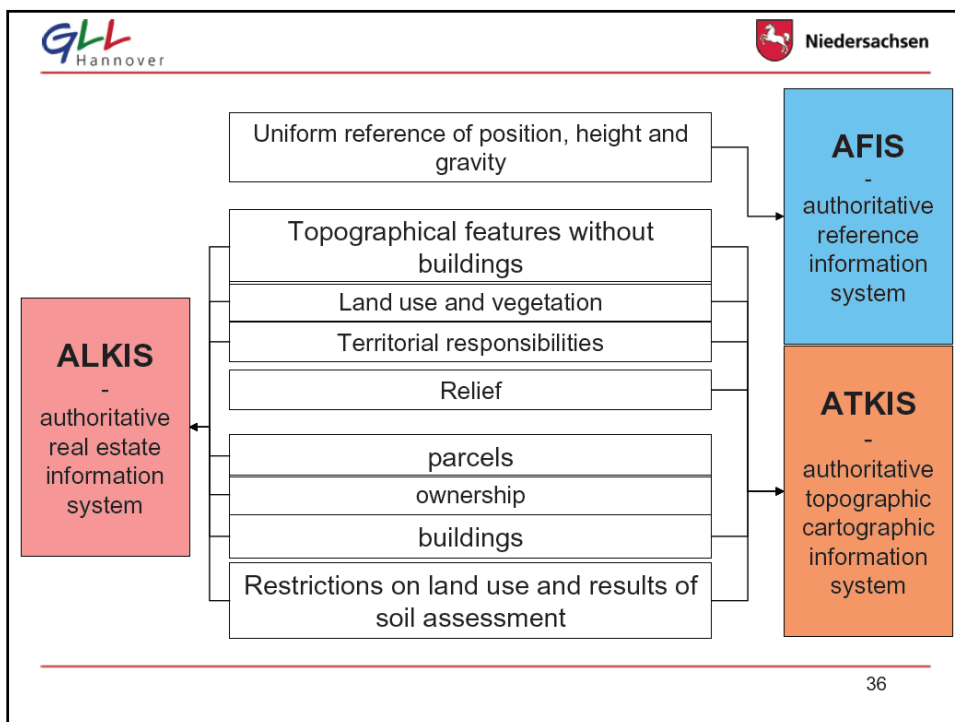 GLL
Hannover
Niedersachsen
Uniform reference of position, height and
gravity
Topographical features without
buildings
Land use and vegetation
Territorial responsibilities
Relief
parcels
ownership
buildings
Restrictions on land use and results of
soil assessment
ALKIS
-
authoritative
real estate
information
system
AFIS
-
authoritative
reference
information
system
ATKIS
-
authoritative
topographic
cartographic
information
system
36